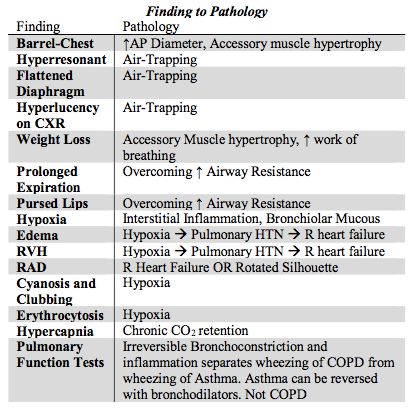 Finding to Pathology
Finding Pathology
Barrel-Chest ↑AP Diameter, Accessory muscle hypertrophy
Hyperresonant Air-Trapping
Flattened Air-Trapping
Diaphragm
Hyperlucency Air-Trapping
on CXR
Weight Loss Accessory Muscle hypertrophy, ↑ work of
breathing
Prolonged Overcoming ↑ Airway Resistance
Expiration
Pursed Lips Overcoming ↑ Airway Resistance
Hypoxia Interstitial Inflammation, Bronchiolar Mucous
Edema Hypoxia → Pulmonary HTN → R heart failure
RVH Hypoxia → Pulmonary HTN → R heart failure
RAD R Heart Failure OR Rotated Silhouette
Cyanosis and Hypoxia
Clubbing
Erythrocytosis Hypoxia
Hypercapnia Chronic CO₂ retention
Pulmonary Irreversible Bronchoconstriction and
Function Tests inflammation separates wheezing of COPD from
wheezing of Asthma. Asthma can be reversed
with bronchodilators. Not COPD